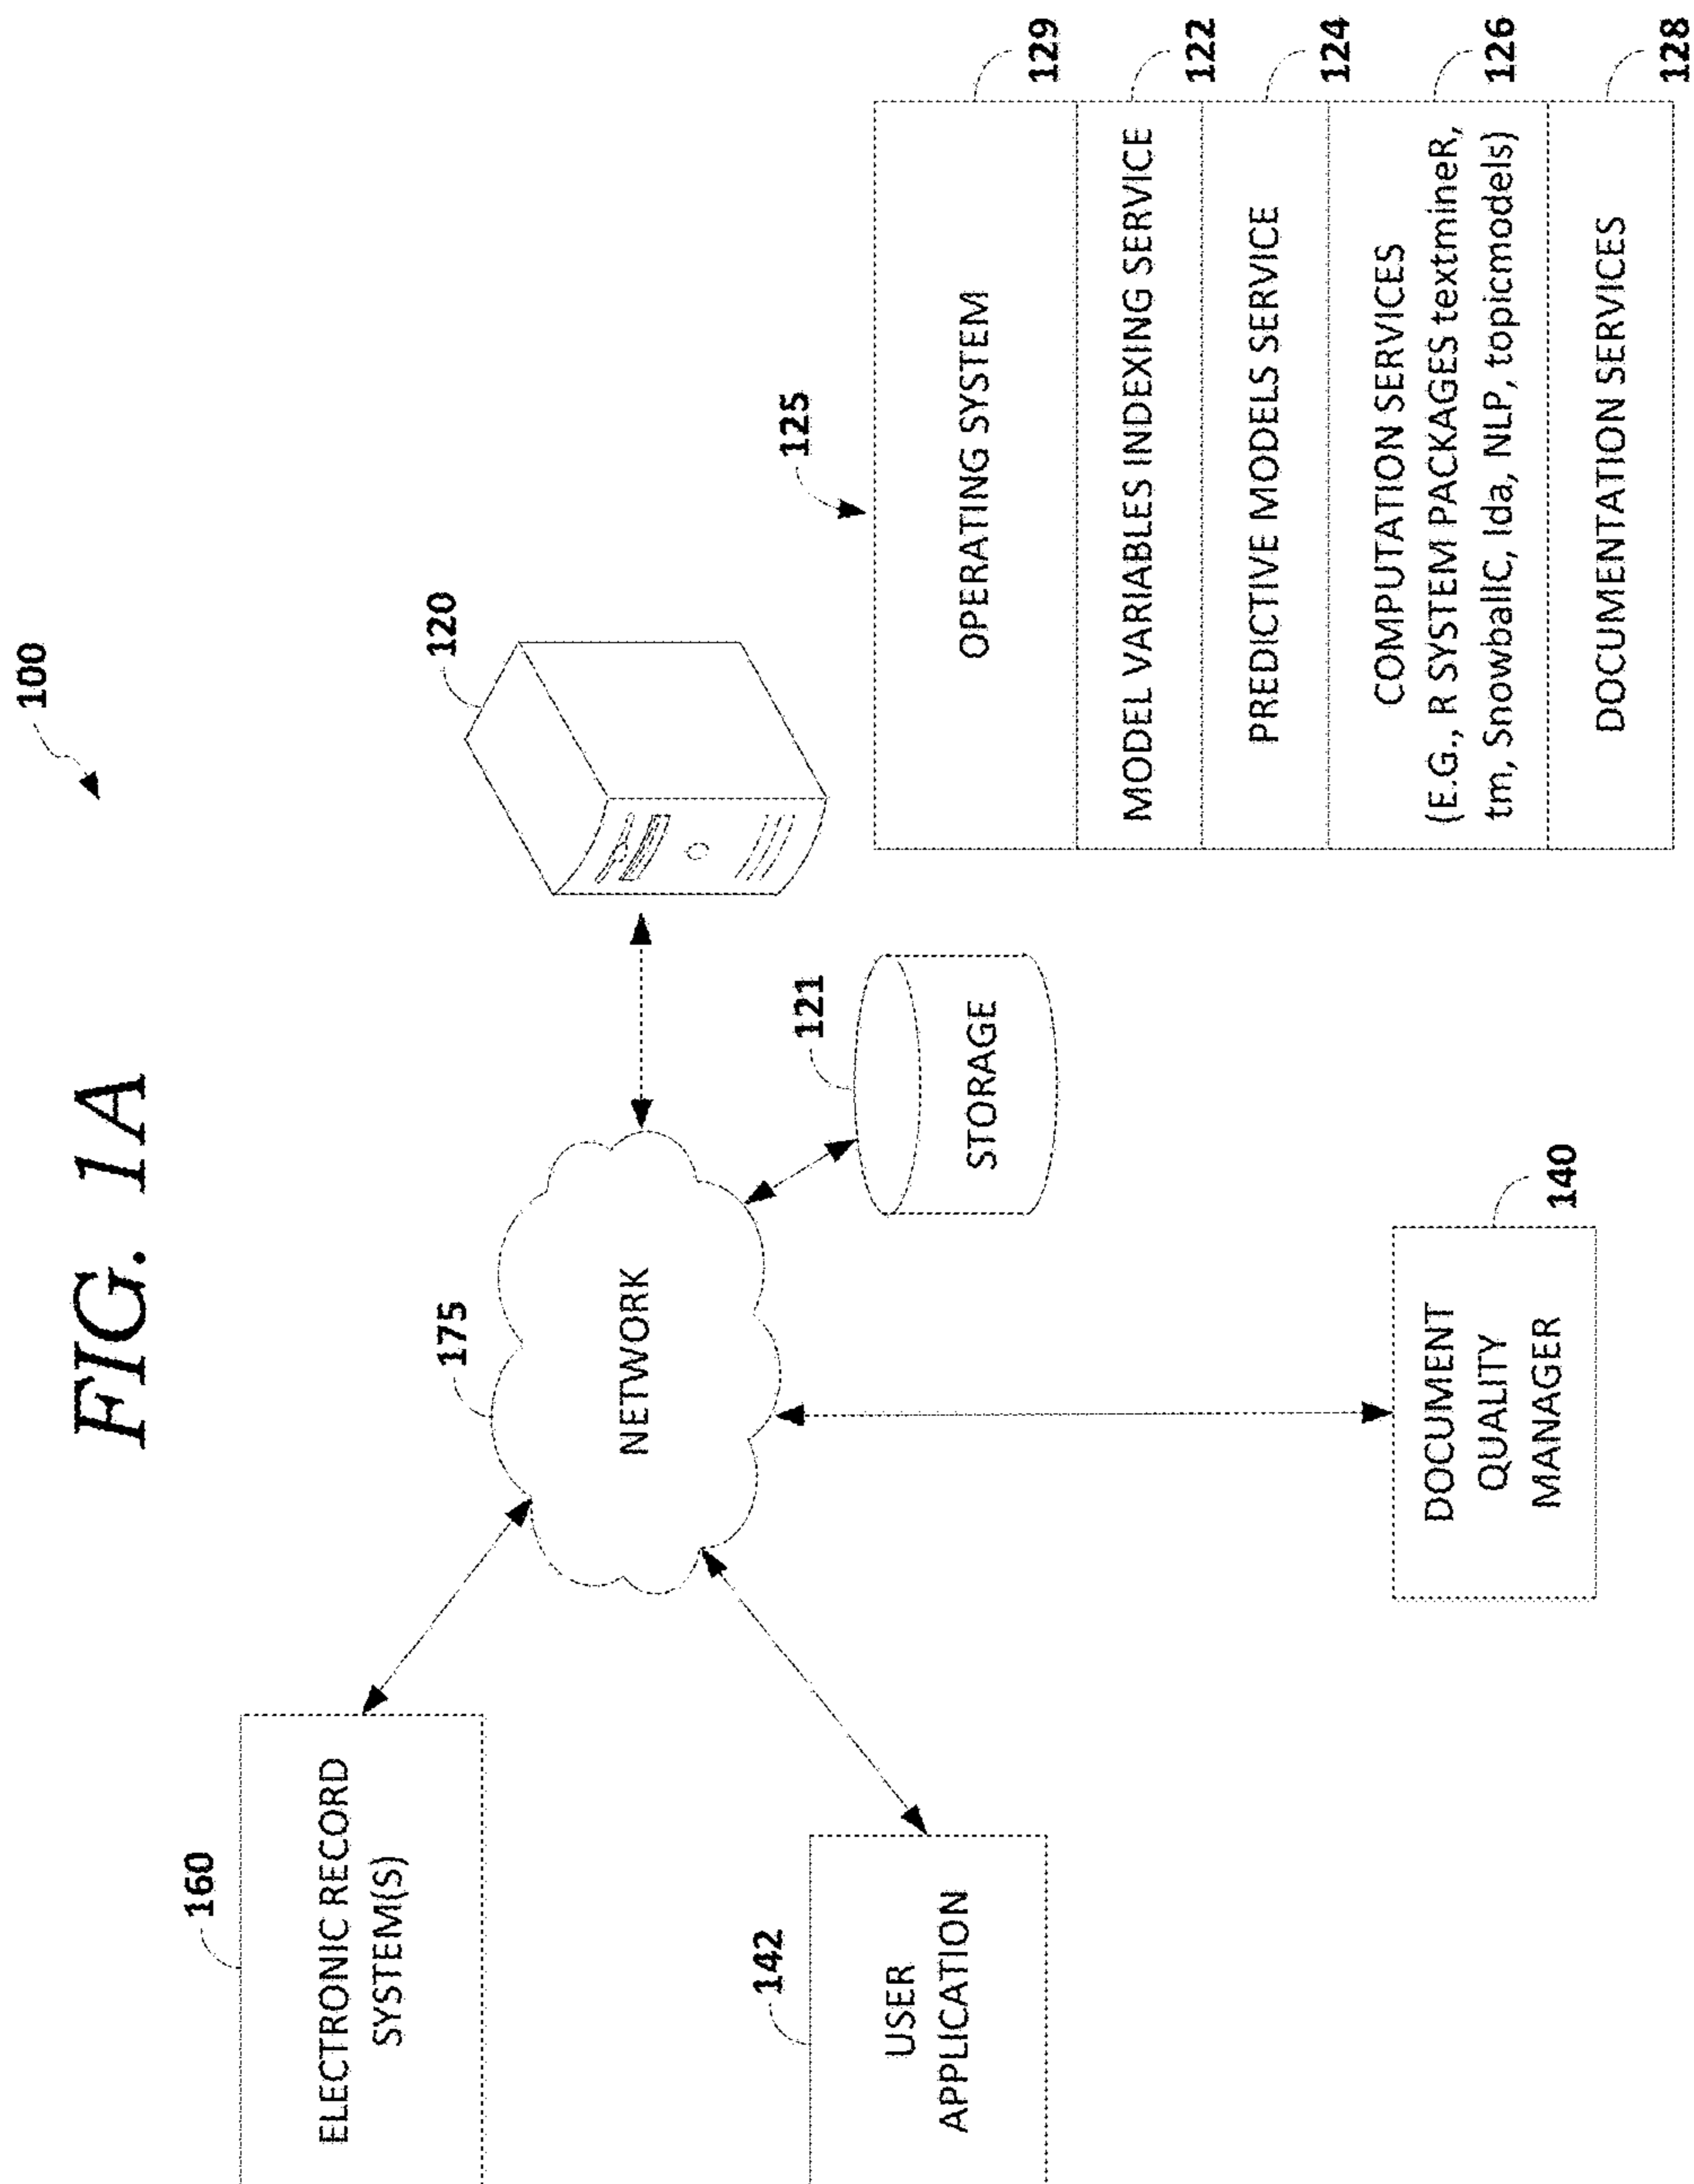 FIG. 1A
100
160
ELECTRONIC RECORD
SYSTEM(S)
175
NETWORK
120
142
USER
APPLICATION
121
STORAGE
140
DOCUMENT
QUALITY
MANAGER
125
OPERATING SYSTEM
129
MODEL VARIABLES INDEXING SERVICE
122
PREDICTIVE MODELS SERVICE
124
COMPUTATION SERVICES
(E.G., R SYSTEM PACKAGES textmineR,
tm, SnowballC, lda, NLP, topicmodels)
126
DOCUMENTATION SERVICES
128